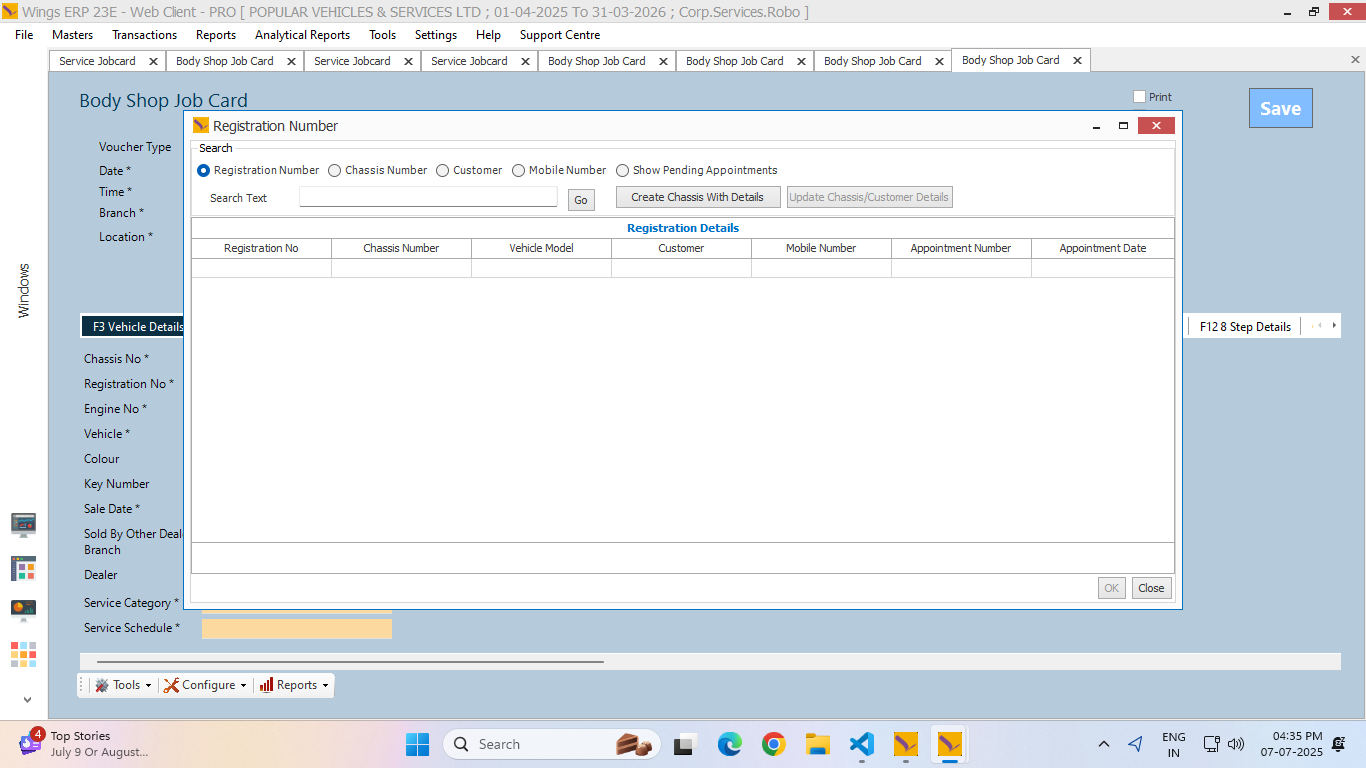 Wings ERP 23E - Web Client - PRO [ POPULAR VEHICLES & SERVICES LTD ; 01-04-2025 To 31-03-2026 ; Corp.Services.Robo ]
File Masters Transactions Reports Analytical Reports Tools Settings Help Support Centre
Service Jobcard Body Shop Job Card Service Jobcard Service Jobcard Body Shop Job Card Body Shop Job Card Body Shop Job Card Body Shop Job Card
Body Shop Job Card
Print
Save
Voucher Type
Date *
Time *
Branch *
Location *
Windows
Registration Number
Search
Registration Number Chassis Number Customer Mobile Number Show Pending Appointments
Search Text Go Create Chassis With Details Update Chassis/Customer Details
Registration Details
Registration No Chassis Number Vehicle Model Customer Mobile Number Appointment Number Appointment Date
OK Close
F3 Vehicle Details
F12 8 Step Details
Chassis No *
Registration No *
Engine No *
Vehicle *
Colour
Key Number
Sale Date *
Sold By Other
Branch
Dealer
Service Category *
Service Schedule *
Tools Configure Reports
4
Top Stories
July 9 Or August...
Search
ENG
IN
04:35 PM
07-07-2025